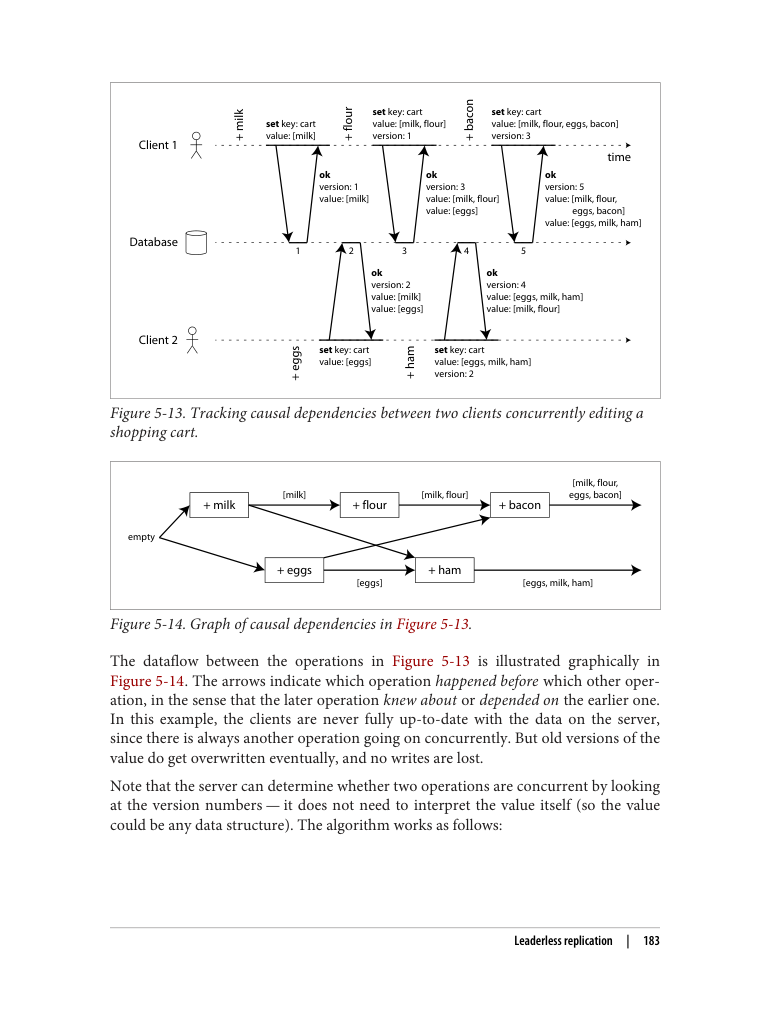 + milk
set key: cart
value: [milk]
+ flour
set key: cart
value: [milk, flour]
version: 1
+ bacon
set key: cart
value: [milk, flour, eggs, bacon]
version: 3
Client 1
time
ok
version: 1
value: [milk]
ok
version: 3
value: [milk, flour]
value: [eggs]
ok
version: 5
value: [milk, flour,
eggs, bacon]
value: [eggs, milk, ham]
Database
1
2
3
4
5
ok
version: 2
value: [milk]
value: [eggs]
ok
version: 4
value: [eggs, milk, ham]
value: [milk, flour]
Client 2
+ eggs
set key: cart
value: [eggs]
+ ham
set key: cart
value: [eggs, milk, ham]
version: 2
Figure 5-13. Tracking causal dependencies between two clients concurrently editing a
shopping cart.
empty
+ milk
[milk]
+ flour
[milk, flour]
+ bacon
[milk, flour,
eggs, bacon]
+ eggs
[eggs]
+ ham
[eggs, milk, ham]
Figure 5-14. Graph of causal dependencies in Figure 5-13.
The dataflow between the operations in Figure 5-13 is illustrated graphically in
Figure 5-14. The arrows indicate which operation happened before which other oper-
ation, in the sense that the later operation knew about or depended on the earlier one.
In this example, the clients are never fully up-to-date with the data on the server,
since there is always another operation going on concurrently. But old versions of the
value do get overwritten eventually, and no writes are lost.
Note that the server can determine whether two operations are concurrent by looking
at the version numbers — it does not need to interpret the value itself (so the value
could be any data structure). The algorithm works as follows:
Leaderless replication | 183